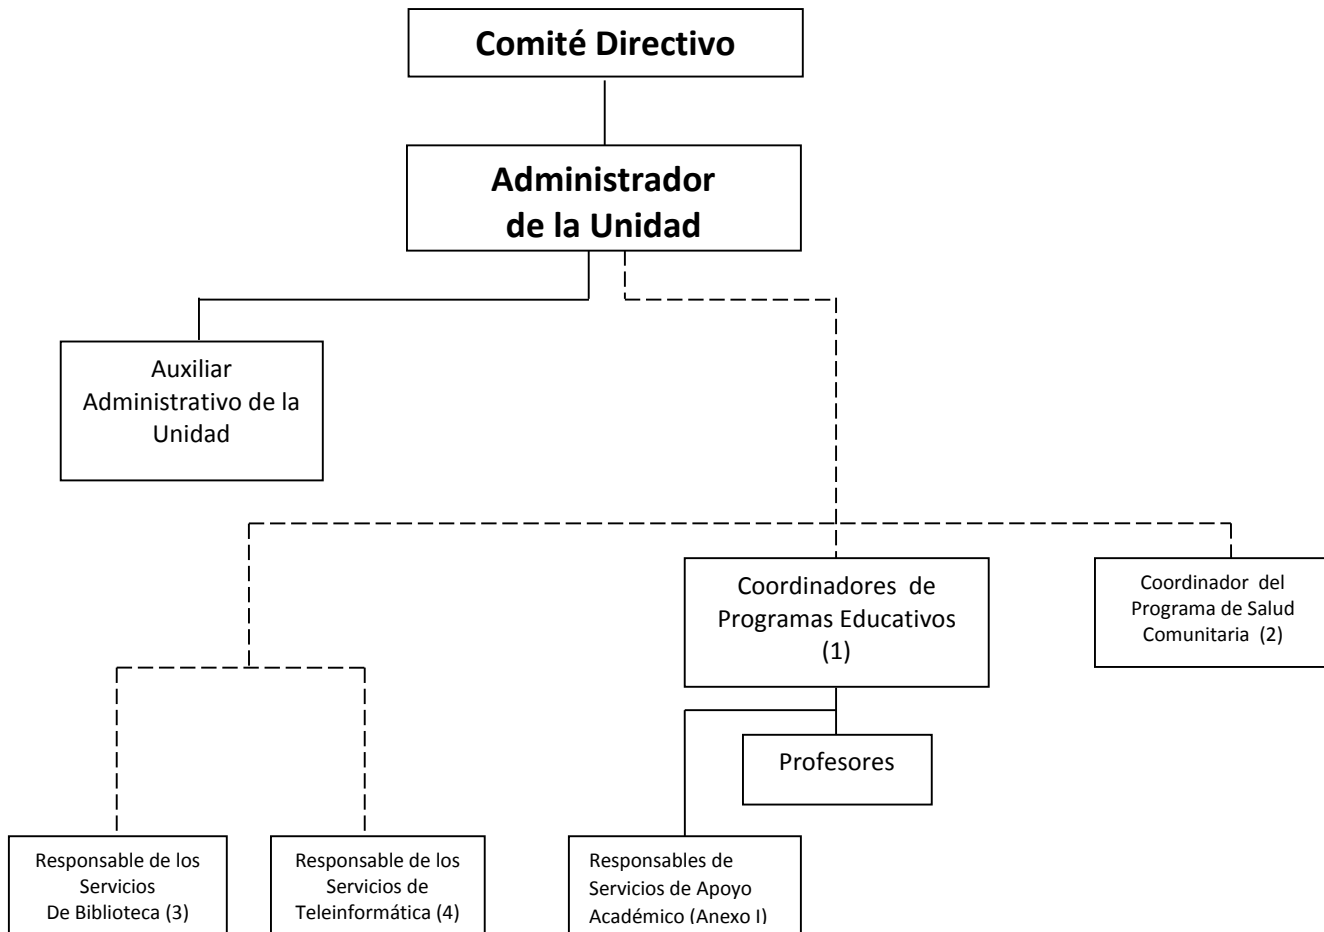 Comité Directivo
Administrador
de la Unidad
Auxiliar
Administrativo de la
Unidad
Coordinadores de
Programas Educativos
(1)
Coordinador del
Programa de Salud
Comunitaria (2)
Profesores
Responsable de los
Servicios
De Biblioteca (3)
Responsable de los
Servicios de
Teleinformática (4)
Responsables de
Servicios de Apoyo
Académico (Anexo I)